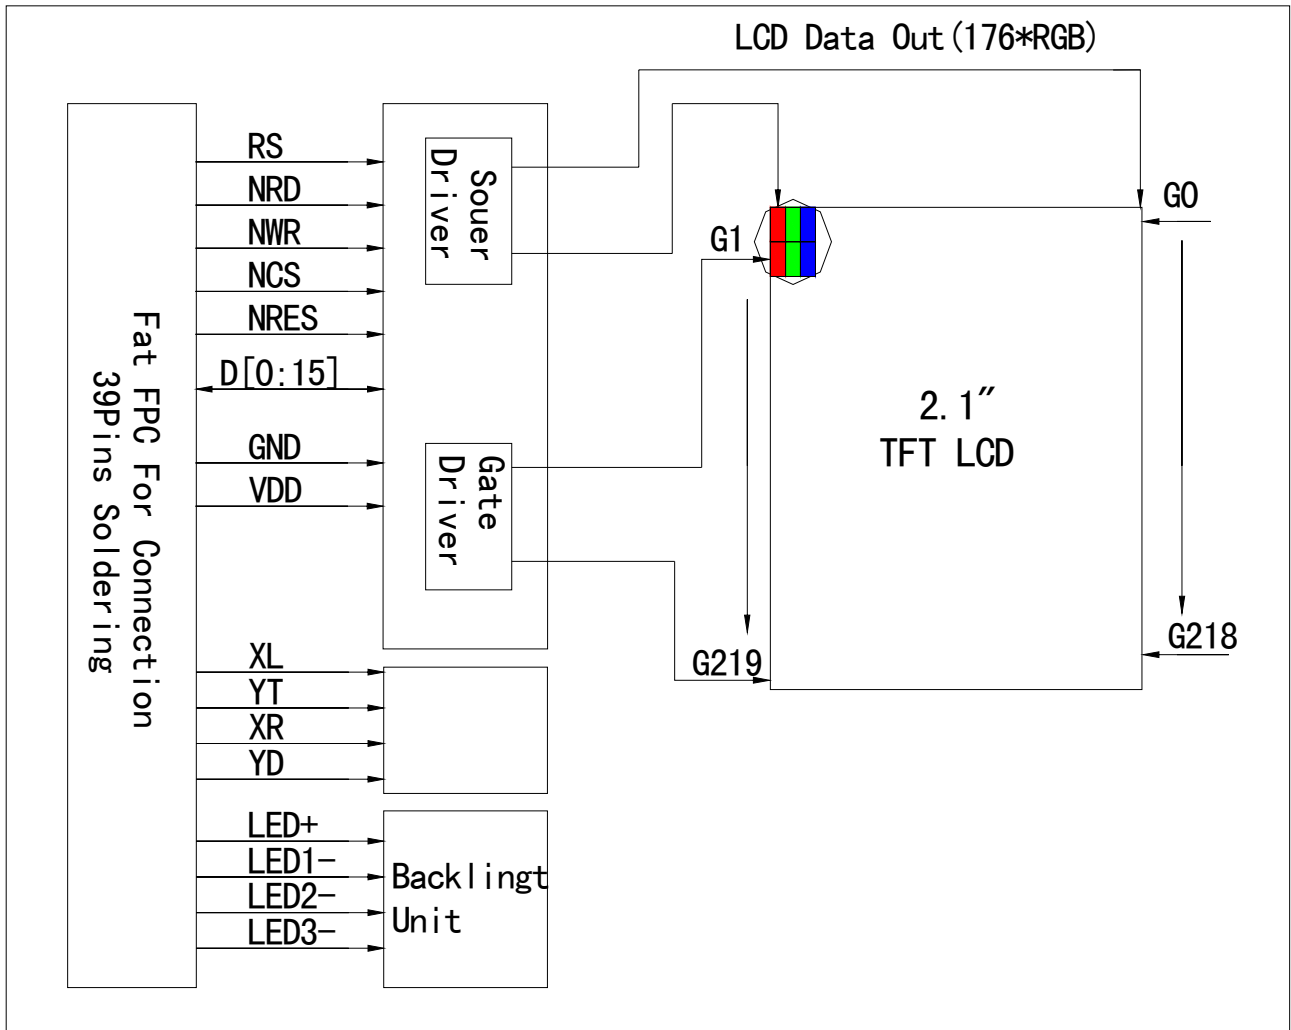 LCD Data Out(176*RGB)
RS
NRD
NWR
NCS
NRES
D[0:15]
GND
VDD
XL
YT
XR
YD
LED+
LED1-
LED2-
LED3-
Fat FPC For Connection
39Pins Soldering
Souer
Driver
Gate
Driver
Backlingt
Unit
G1
G219
G0
G218
2.1"
TFT LCD